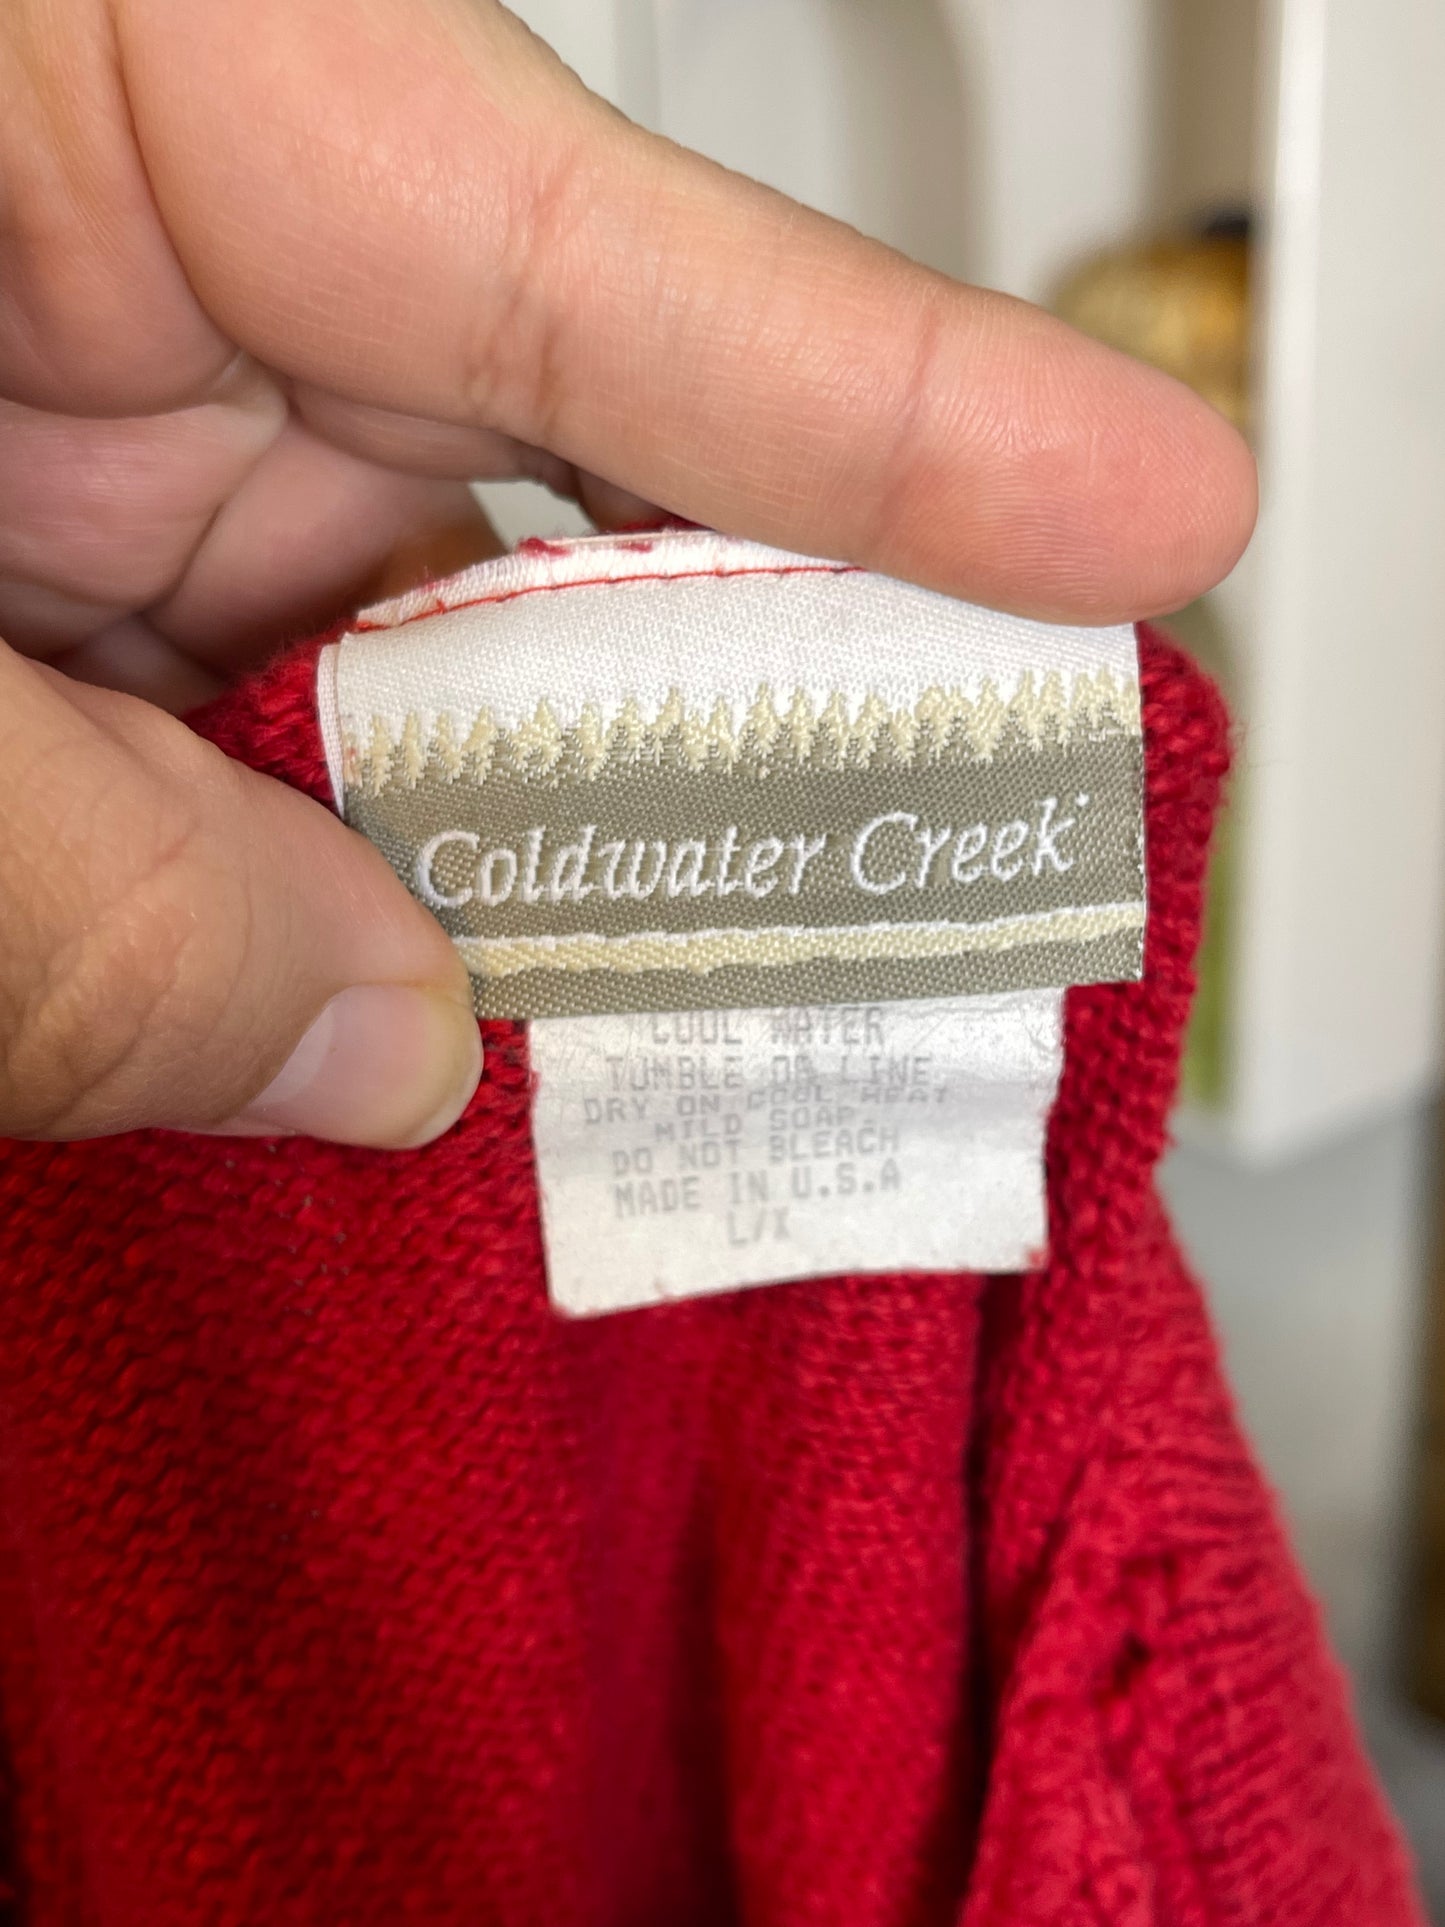 Coldwater Creek
COOL WATER
TUMBLE OR LINE
DRY ON COOL HEAT
MILD SOAP.
DO NOT BLEACH
MADE IN U.S.A
L/X